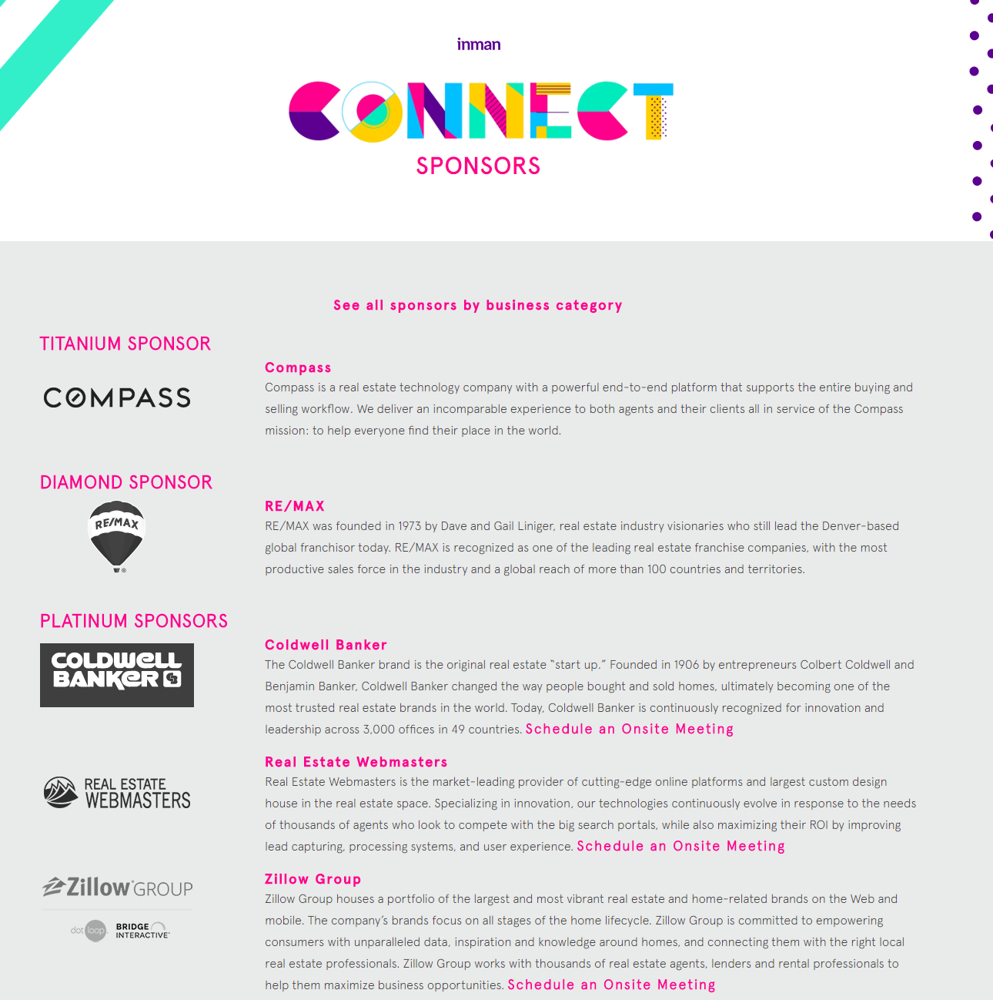 inman
CONNECT
SPONSORS
See all sponsors by business category
TITANIUM SPONSOR
COMPASS
Compass
Compass is a real estate technology company with a powerful end-to-end platform that supports the entire buying and
selling workflow. We deliver an incomparable experience to both agents and their clients all in service of the Compass
mission: to help everyone find their place in the world.
DIAMOND SPONSOR
RE/MAX
®
RE/MAX
RE/MAX was founded in 1973 by Dave and Gail Liniger, real estate industry visionaries who still lead the Denver-based
global franchisor today. RE/MAX is recognized as one of the leading real estate franchise companies, with the most
productive sales force in the industry and a global reach of more than 100 countries and territories.
PLATINUM SPONSORS
COLDWELL
BANKER CB
Coldwell Banker
The Coldwell Banker brand is the original real estate “start up.” Founded in 1906 by entrepreneurs Colbert Coldwell and
Benjamin Banker, Coldwell Banker changed the way people bought and sold homes, ultimately becoming one of the
most trusted real estate brands in the world. Today, Coldwell Banker is continuously recognized for innovation and
leadership across 3,000 offices in 49 countries. Schedule an Onsite Meeting
REAL ESTATE
WEBMASTERS
Real Estate Webmasters
Real Estate Webmasters is the market-leading provider of cutting-edge online platforms and largest custom design
house in the real estate space. Specializing in innovation, our technologies continuously evolve in response to the needs
of thousands of agents who look to compete with the big search portals, while also maximizing their ROI by improving
lead capturing, processing systems, and user experience. Schedule an Onsite Meeting
Zillow® GROUP
dotloop.
BRIDGE
INTERACTIVE
Zillow Group
Zillow Group houses a portfolio of the largest and most vibrant real estate and home-related brands on the Web and
mobile. The company’s brands focus on all stages of the home lifecycle. Zillow Group is committed to empowering
consumers with unparalleled data, inspiration and knowledge around homes, and connecting them with the right local
real estate professionals. Zillow Group works with thousands of real estate agents, lenders and rental professionals to
help them maximize business opportunities. Schedule an Onsite Meeting